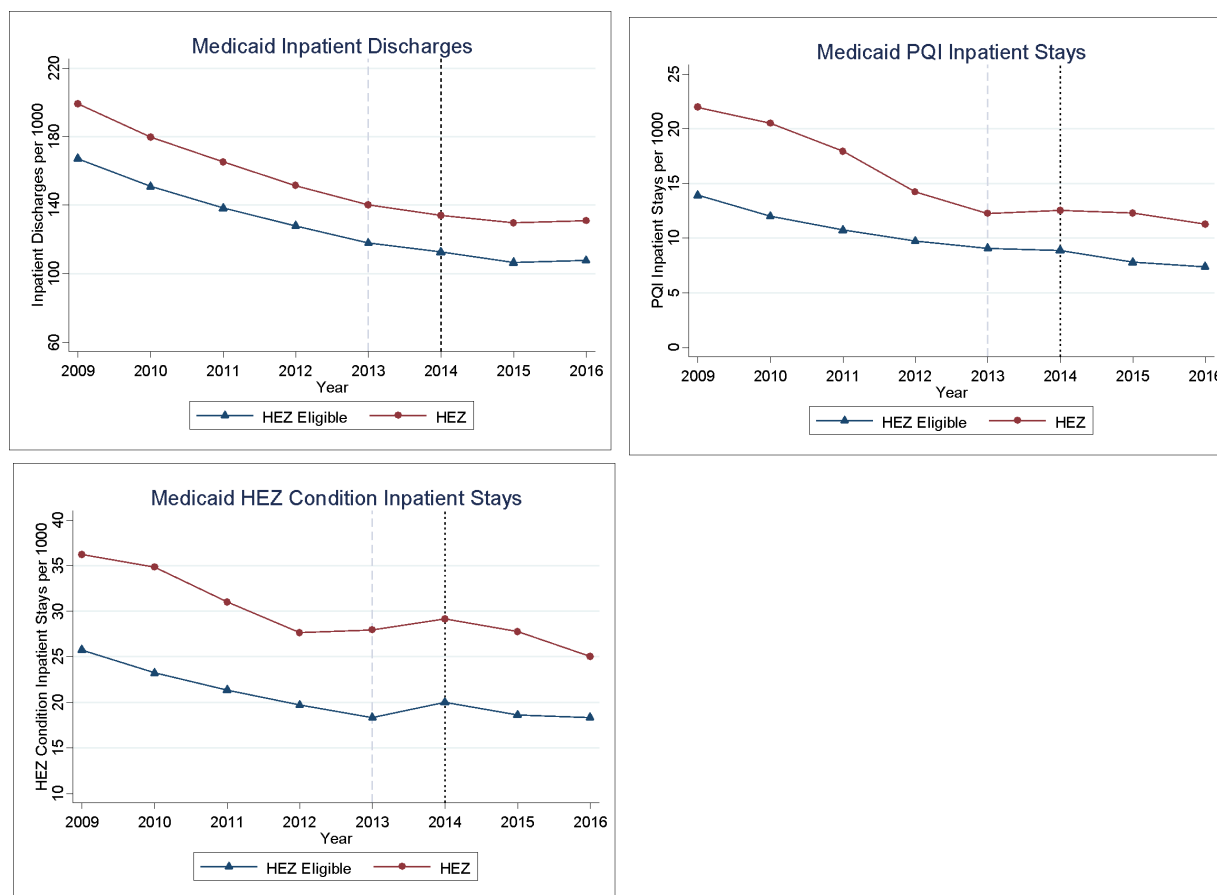 Medicaid Inpatient Discharges
Inpatient Discharges per 1000
220
180
140
100
60
2009 2010 2011 2012 2013 2014 2015 2016
Year
HEZ Eligible HEZ
Medicaid PQI Inpatient Stays
PQI Inpatient Stays per 1000
25
20
15
10
5
0
2009 2010 2011 2012 2013 2014 2015 2016
Year
HEZ Eligible HEZ
Medicaid HEZ Condition Inpatient Stays
HEZ Condition Inpatient Stays per 1000
40
35
30
25
20
15
10
2009 2010 2011 2012 2013 2014 2015 2016
Year
HEZ Eligible HEZ